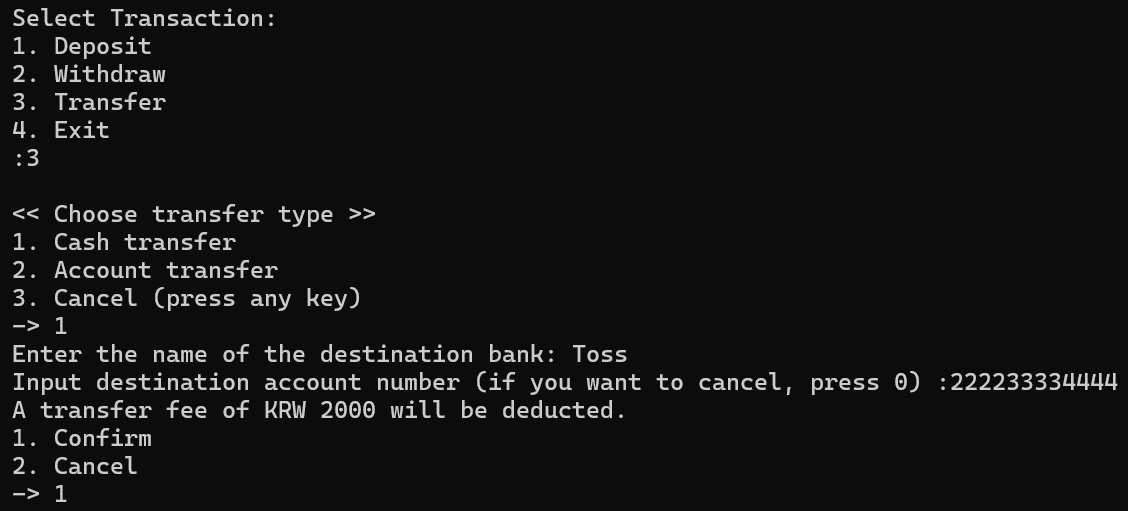 Select Transaction:
1. Deposit
2. Withdraw
3. Transfer
4. Exit
:3
<< Choose transfer type >>
1. Cash transfer
2. Account transfer
3. Cancel (press any key)
-> 1
Enter the name of the destination bank: Toss
Input destination account number (if you want to cancel, press 0) :222233334444
A transfer fee of KRW 2000 will be deducted.
1. Confirm
2. Cancel
-> 1